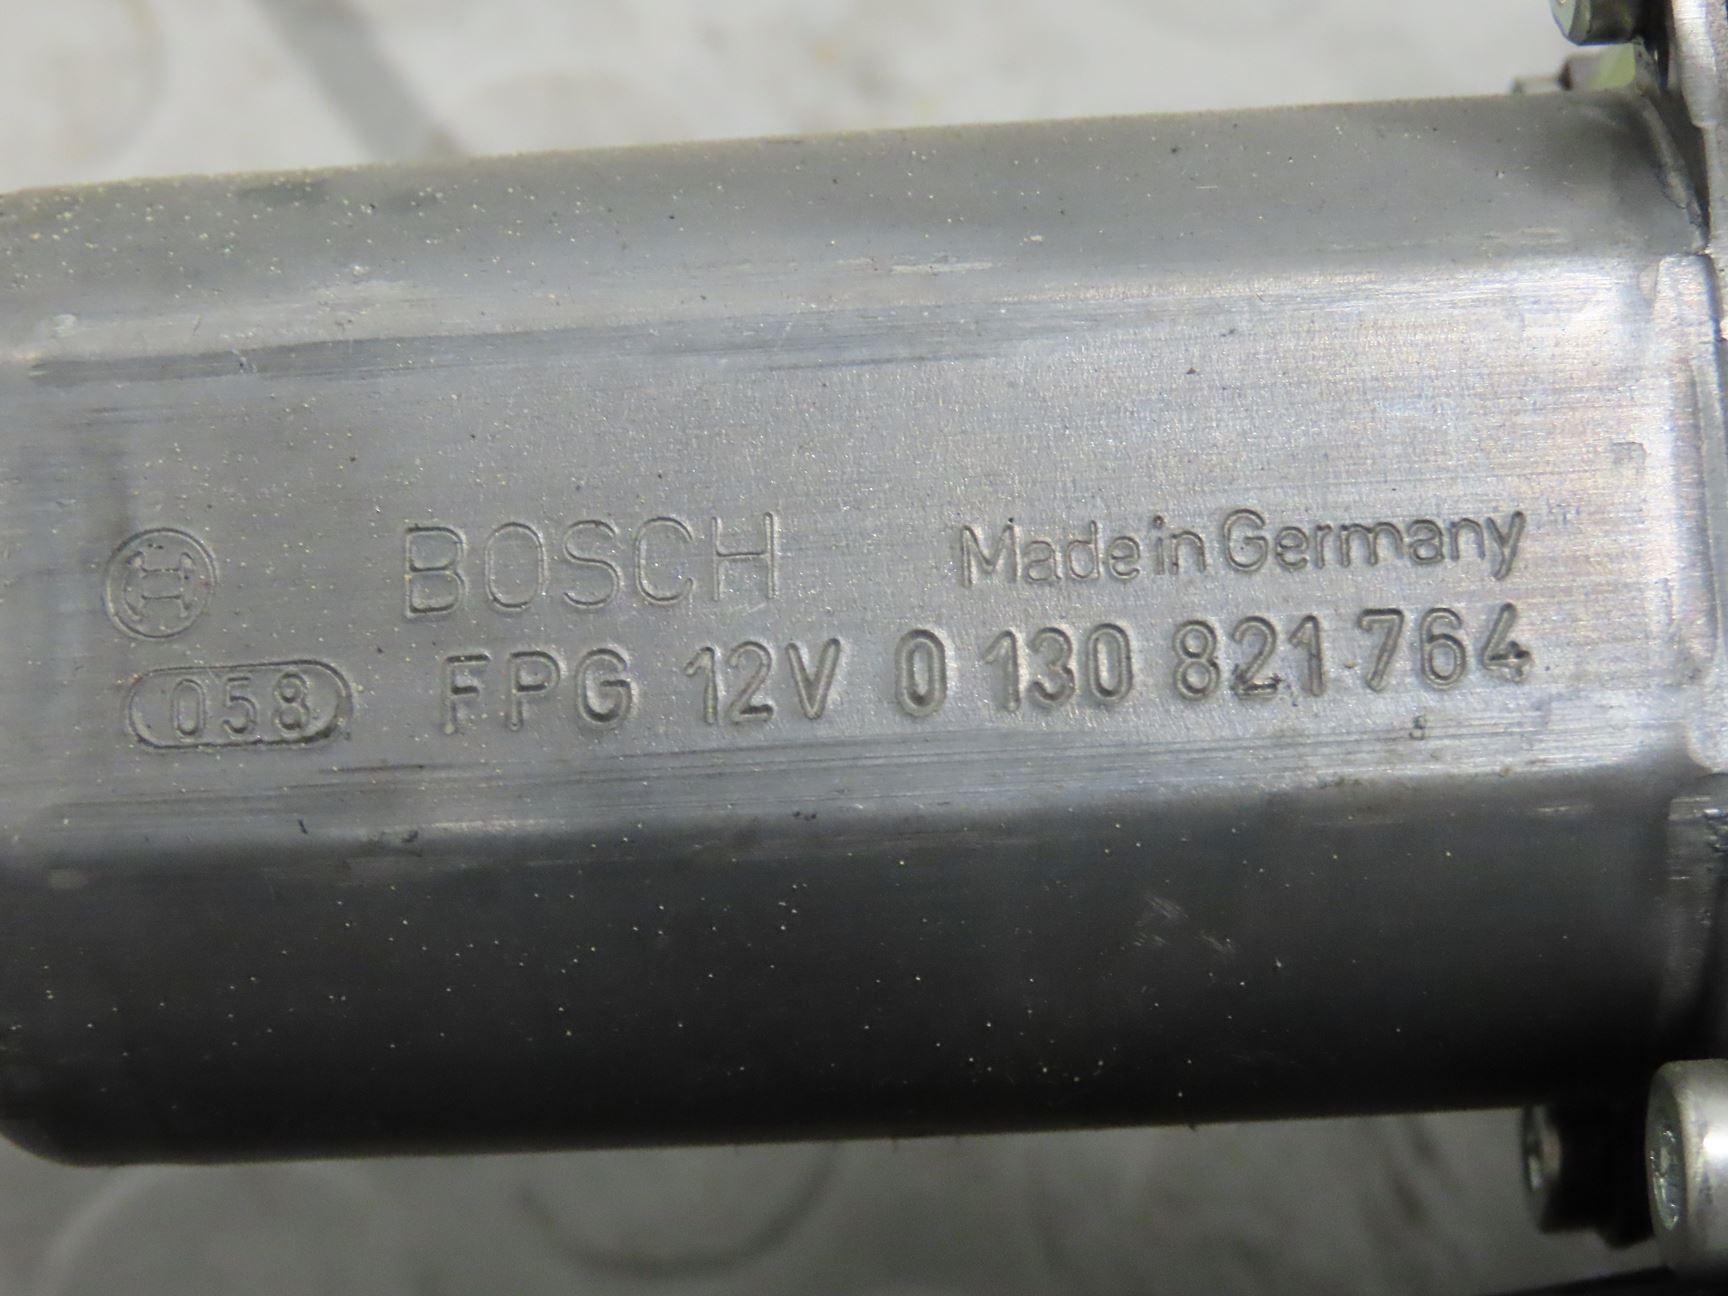 BOSCH Made in Germany
058 FPG 12V 0 130 821 764